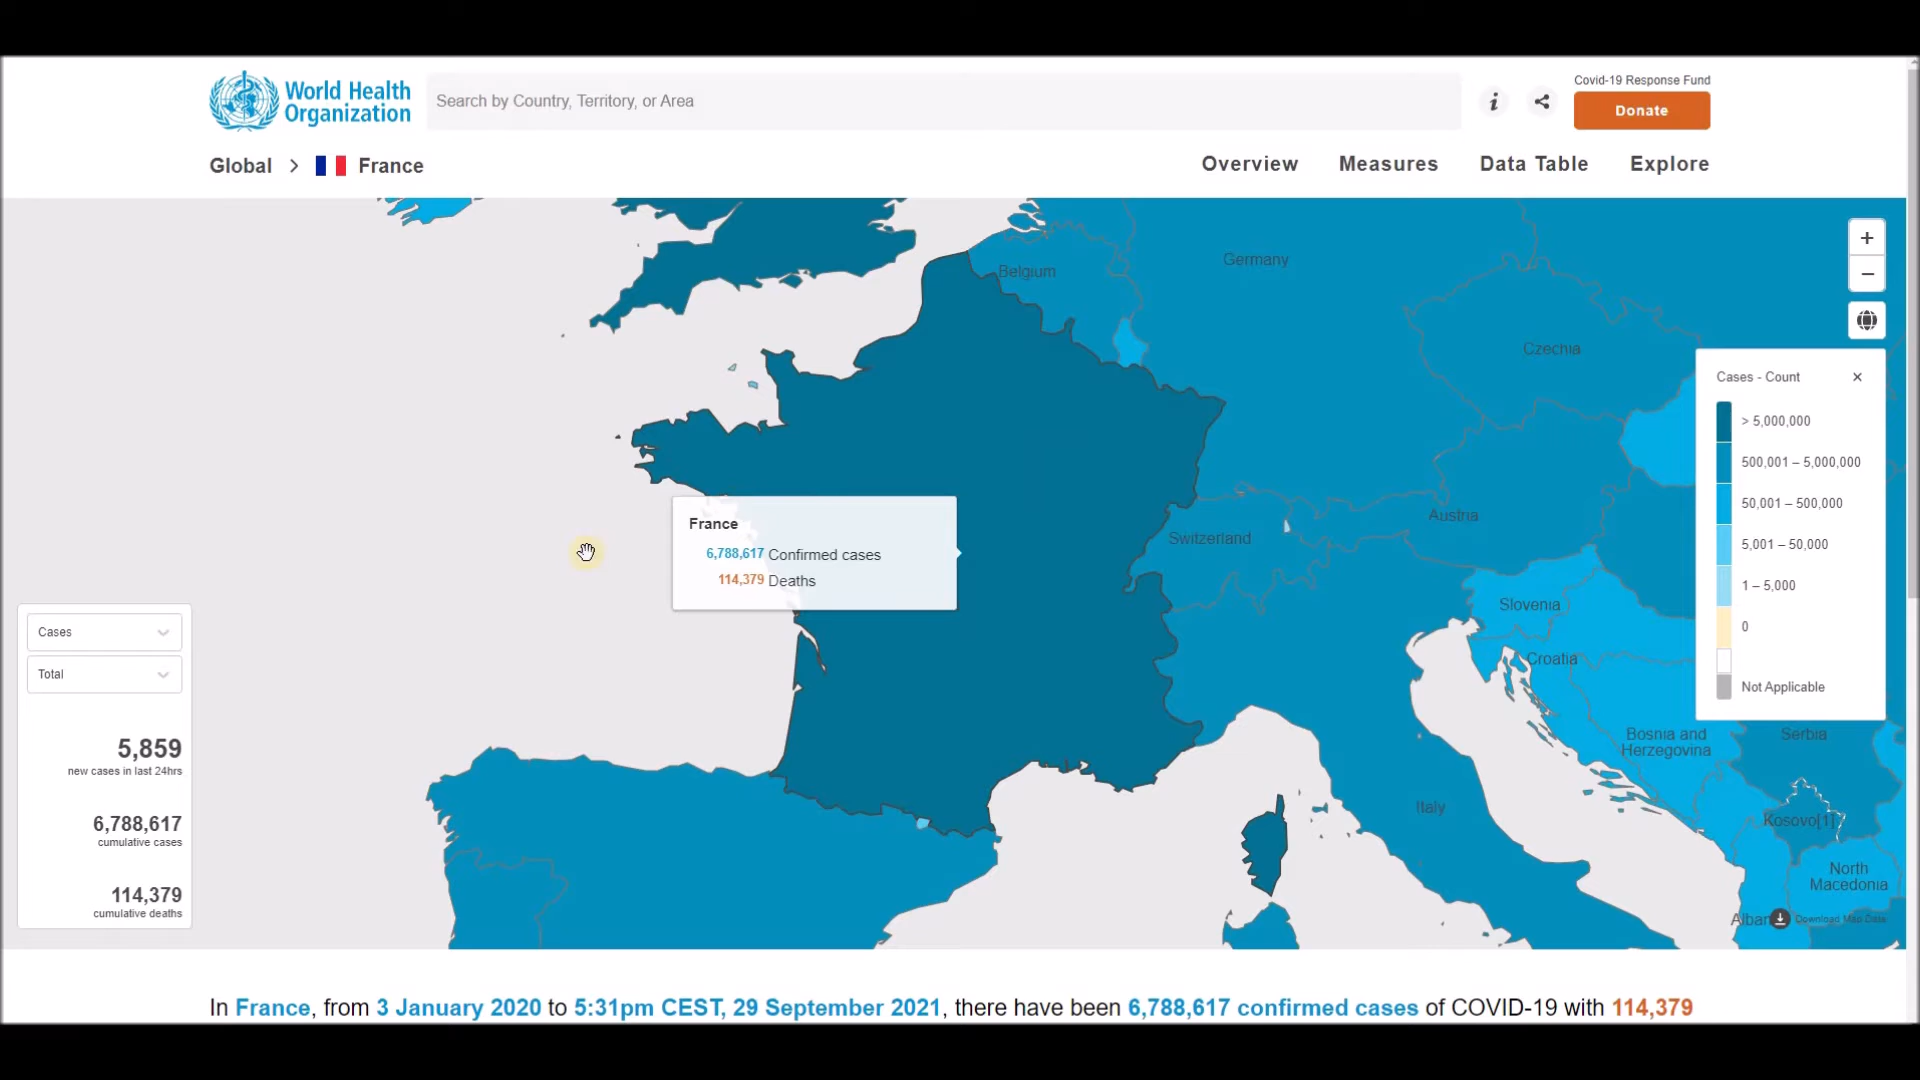 World Health
Organization
Search by Country, Territory, or Area
Covid-19 Response Fund
Donate
Global > France
Overview
Measures
Data Table
Explore
Belgium
Germany
Czechia
Cases - Count
> 5,000,000
500,001 – 5,000,000
50,001 – 500,000
5,001 – 50,000
1 – 5,000
0
Not Applicable
Austria
Switzerland
France
6,788,617 Confirmed cases
114,379 Deaths
Slovenia
Croatia
Bosnia and
Herzegovina
Serbia
Italy
Kosovo[1]
North
Macedonia
Alban
Download Map Data
Cases
Total
5,859
new cases in last 24hrs
6,788,617
cumulative cases
114,379
cumulative deaths
In France, from 3 January 2020 to 5:31pm CEST, 29 September 2021, there have been 6,788,617 confirmed cases of COVID-19 with 114,379